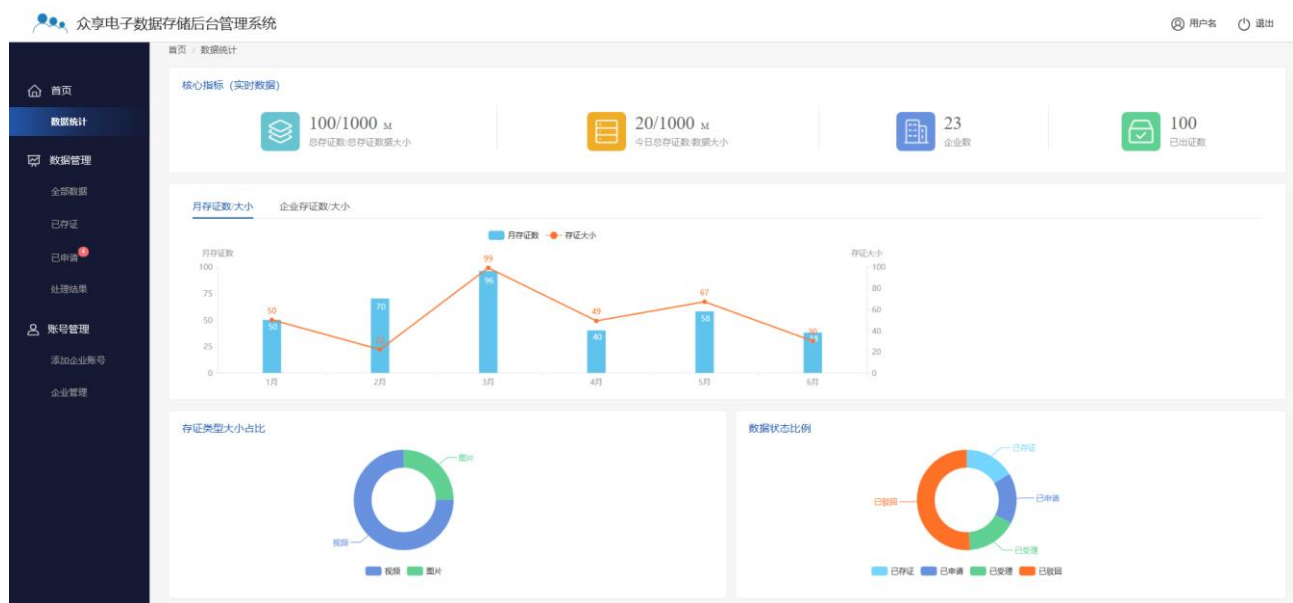 众享电子数据存储后台管理系统
用户名
退出
首页 / 数据统计
首页
数据统计
数据管理
全部数据
已存证
已申请
处理结果
账号管理
添加企业账号
企业管理
核心指标（实时数据）
100/1000 M
总存证数/总存证数据大小
20/1000 M
今日总存证数/数据大小
23
企业数
100
已出证数
月存证数/大小
企业存证数/大小
月存证数
存证大小
月存证数
存证大小
100
75
50
25
0
100
80
60
40
20
0
50
50
70
99
96
49
40
67
58
1月
2月
3月
4月
5月
6月
存证类型大小占比
图片
视频
视频
图片
数据状态比例
已存证
已申请
已受理
已驳回
已存证
已申请
已受理
已驳回